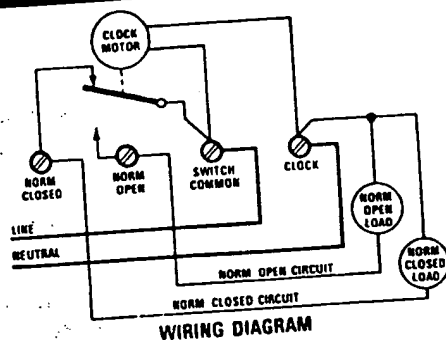 CLOCK
MOTOR
NORM
CLOSED
NORM
OPEN
SWITCH
COMMON
CLOCK
LINE
NEUTRAL
NORM
OPEN
LOAD
NORM
CLOSED
LOAD
NORM OPEN CIRCUIT
NORM CLOSED CIRCUIT
WIRING DIAGRAM